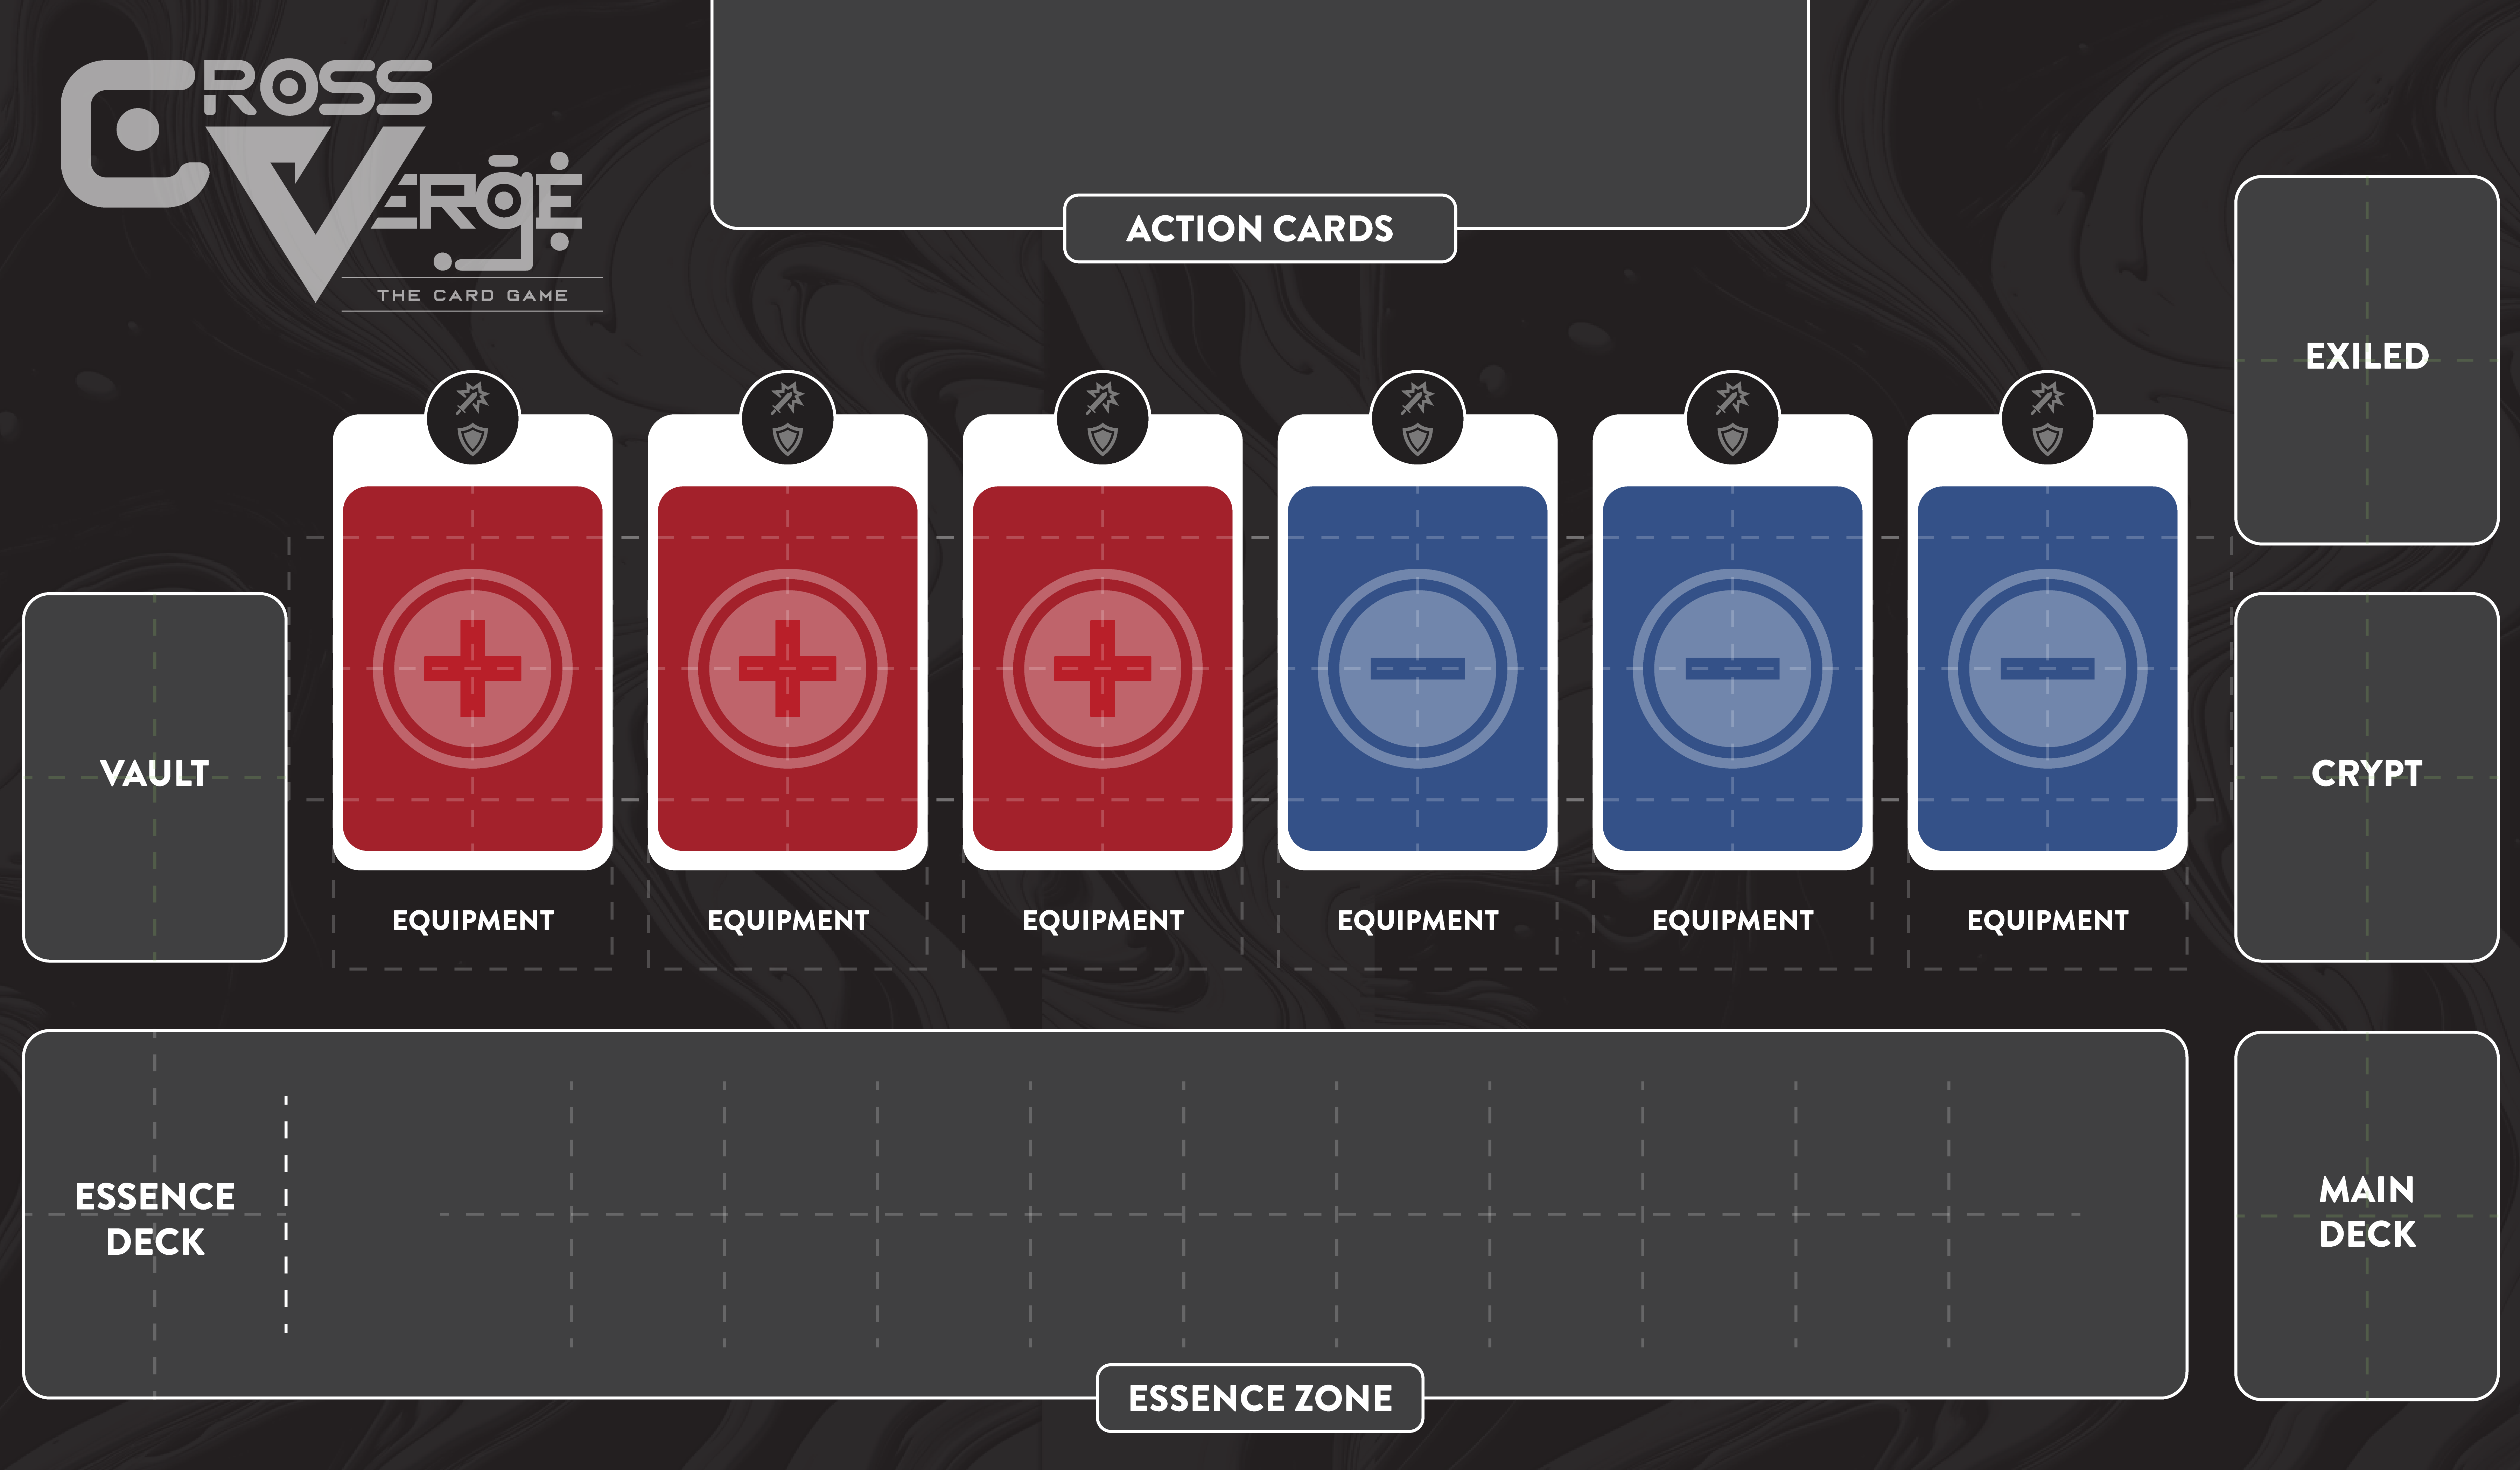 CROSS
VERGE
THE CARD GAME
ACTION CARDS
EXILED
VAULT
CRYPT
EQUIPMENT
EQUIPMENT
EQUIPMENT
EQUIPMENT
EQUIPMENT
EQUIPMENT
ESSENCE
DECK
MAIN
DECK
ESSENCE ZONE